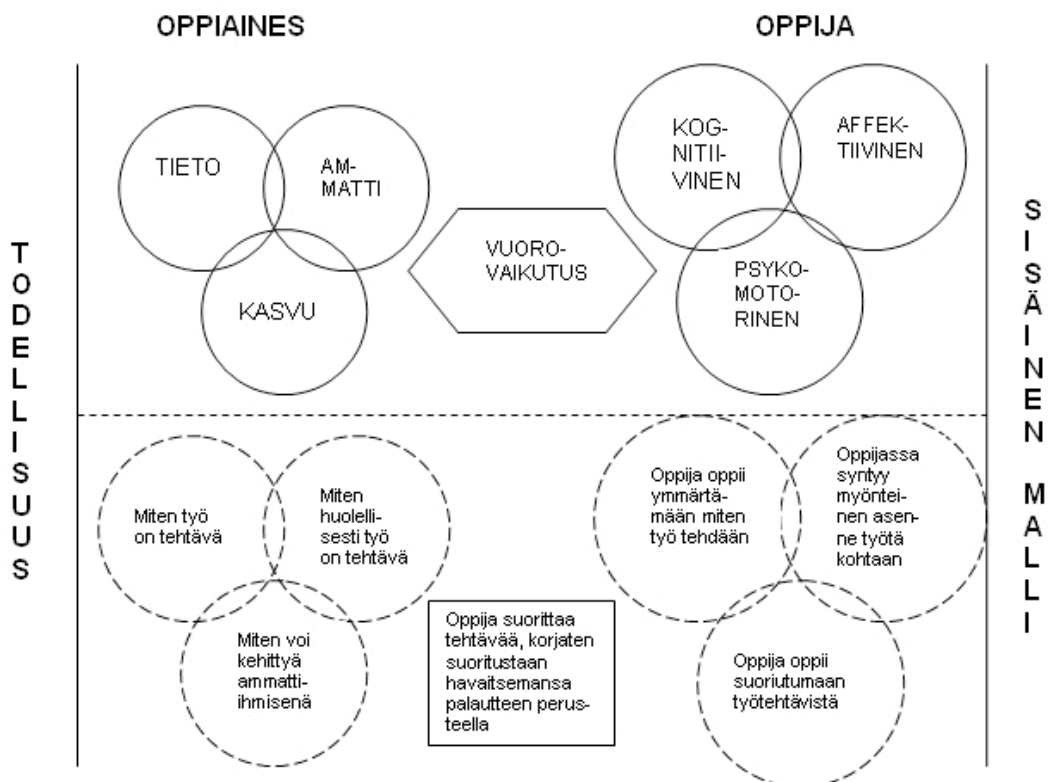 OPPIAINES
OPPIJA
TODELLISUUS
TIETO
AM-
MATTI
KASVU
VUORO-
VAIKUTUS
KOG-
NITII-
VINEN
AFFEK-
TIIVINEN
PSYKO-
MOTO-
RINEN
SISÄINEN MALLI
Miten työ
on tehtävä
Miten
huolelli-
sesti työ
on tehtävä
Miten voi
kehittyä
ammatti-
ihmisenä
Oppija suorittaa
tehtävää, korjaten
suoritustaan
havaitsemansa
palautteen perus-
teella
Oppija oppii
ymmärtä-
mään miten
työ tehdään
Oppijassa
syntyy
myöntei-
nen asen-
ne työtä
kohtaan
Oppija oppii
suoriutumaan
työtehtävistä